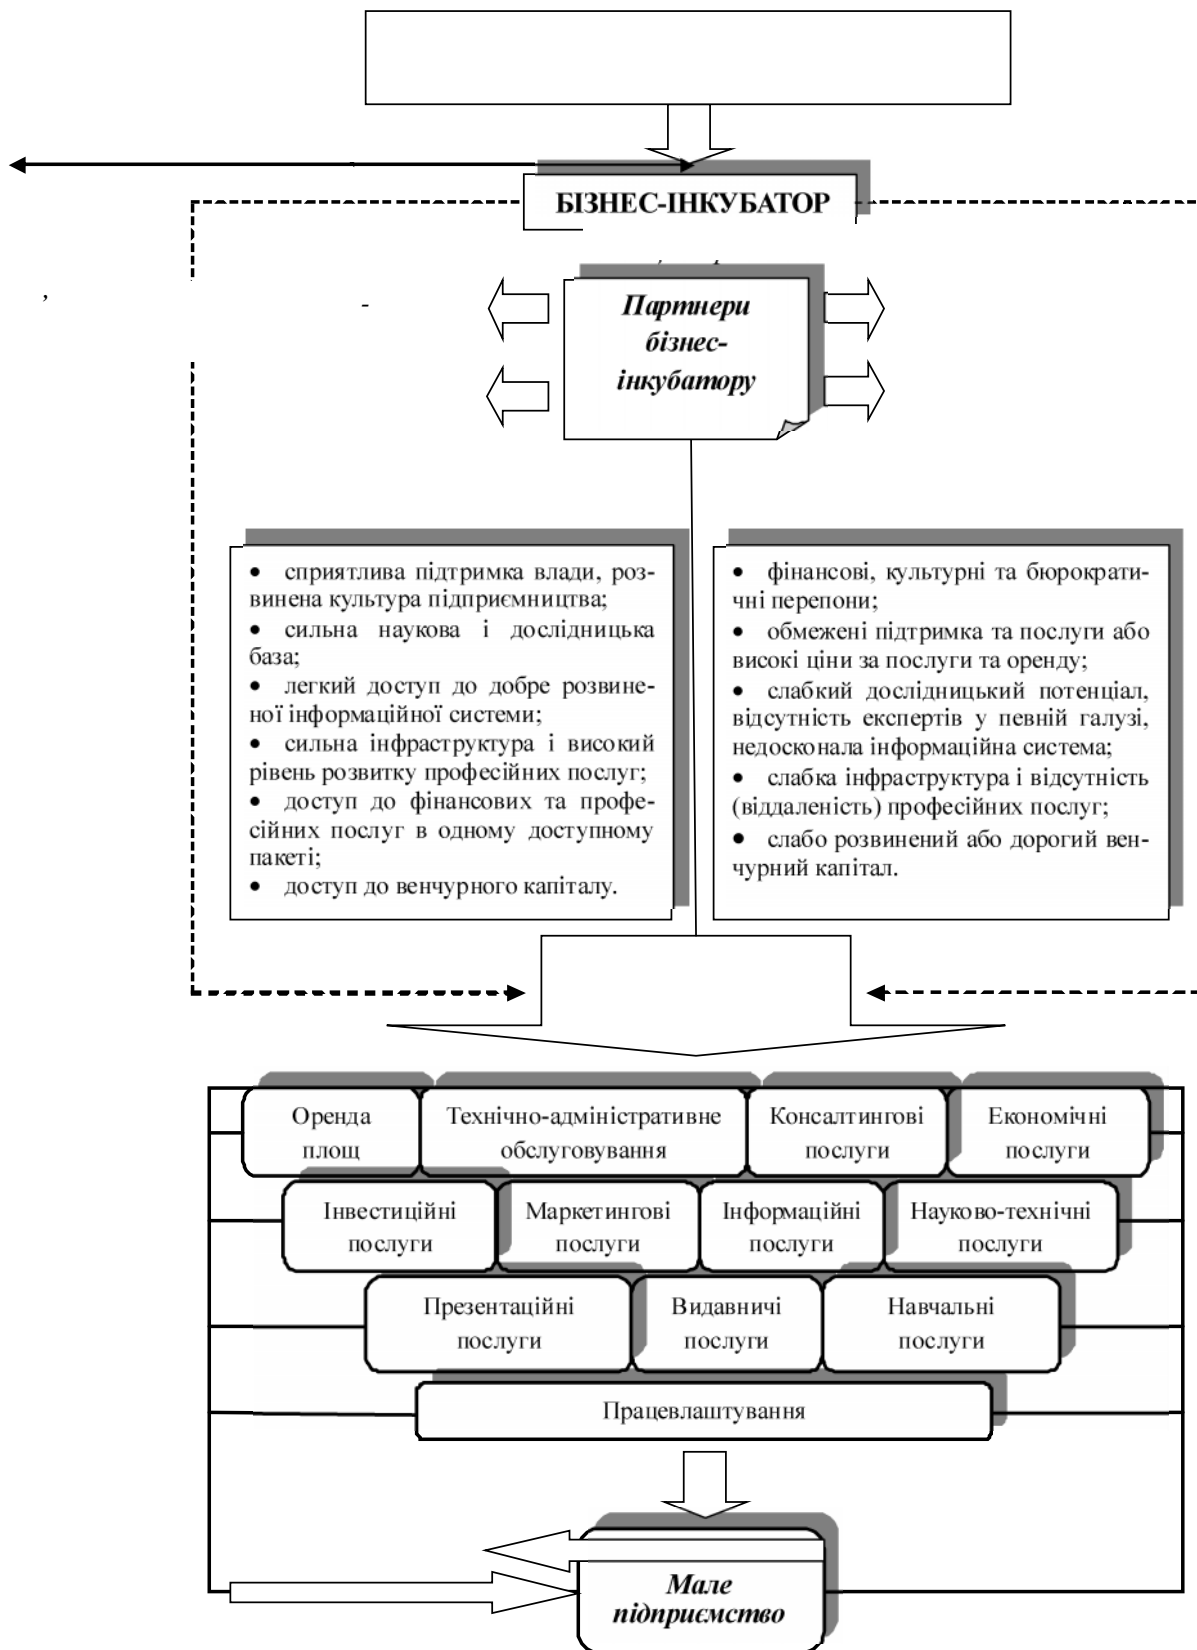 БІЗНЕС-ІНКУБАТОР
Партнери
бізнес-
інкубатору
• сприятлива підтримка влади, роз-
винена культура підприємництва;
• сильна наукова і дослідницька
база;
• легкий доступ до добре розвине-
ної інформаційної системи;
• сильна інфраструктура і високий
рівень розвитку професійних послуг;
• доступ до фінансових та профе-
сійних послуг в одному доступному
пакеті;
• доступ до венчурного капіталу.
• фінансові, культурні та бюрократи-
чні перепони;
• обмежені підтримка та послуги або
високі ціни за послуги та оренду;
• слабкий дослідницький потенціал,
відсутність експертів у певній галузі,
недосконала інформаційна система;
• слабка інфраструктура і відсутність
(віддаленість) професійних послуг;
• слабо розвинений або дорогий вен-
чурний капітал.
Оренда
площ
Технічно-адміністративне
обслуговування
Консалтингові
послуги
Економічні
послуги
Інвестиційні
послуги
Маркетингові
послуги
Інформаційні
послуги
Науково-технічні
послуги
Презентаційні
послуги
Видавничі
послуги
Навчальні
послуги
Працевлаштування
Мале
підприємство